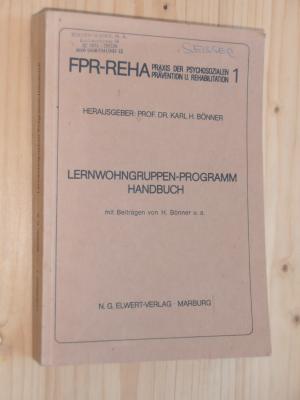 SEISSER
FPR-REHA PRAXIS DER PSYCHOSOZIALEN PRÄVENTION U. REHABILITATION 1
HERAUSGEBER: PROF. DR. KARL H. BÖNNER
LERNWOHNGRUPPEN-PROGRAMM
HANDBUCH
mit Beiträgen von H. Bönner u. a.
N. G. ELWERT-VERLAG · MARBURG